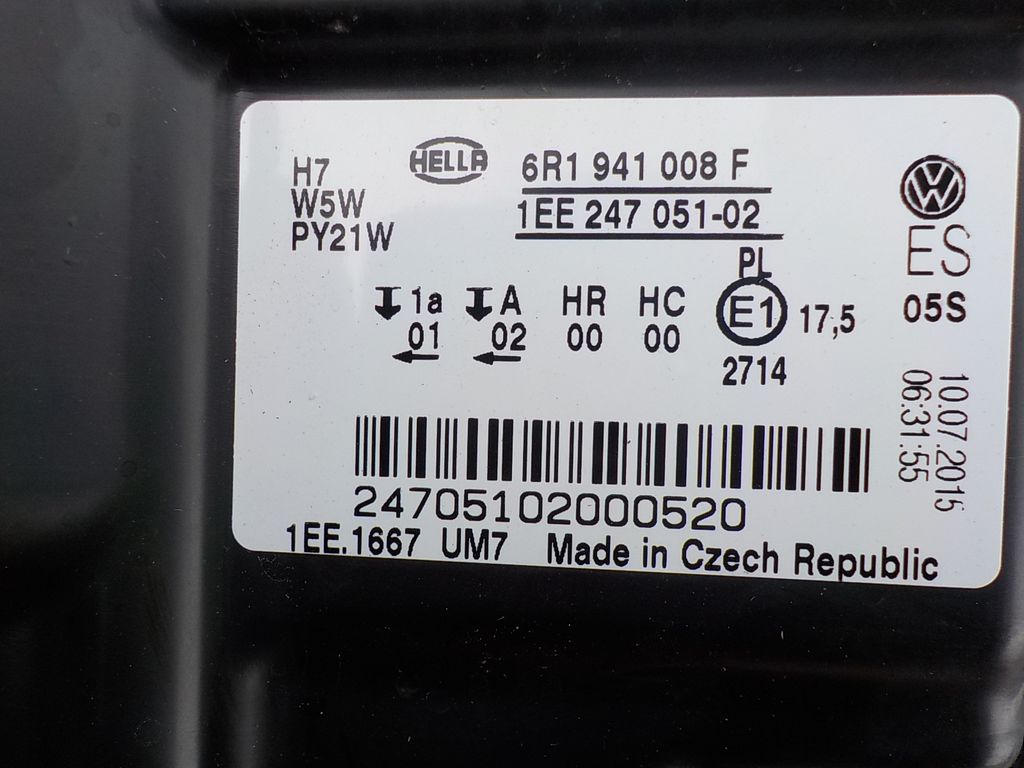 H7
W5W
PY21W
HELLA
6R1 941 008 F
1EE 247 051-02
VW
ES
05S
PL
1a
01
A
02
HR
00
HC
00
E1
17,5
2714
10.07.2015
06:31:55
24705102000520
1EE.1667 UM7 Made in Czech Republic